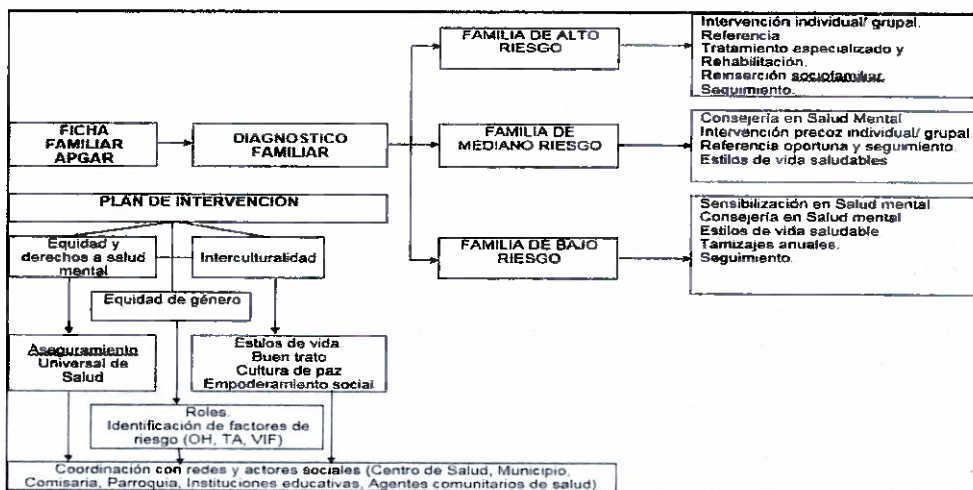 FAMILIA DE ALTO
RIESGO
Intervención individual/ grupal.
Referencia
Tratamiento especializado y
Rehabilitación.
Reinserción sociofamiliar.
Seguimiento.
FICHA
FAMILIAR
APGAR
DIAGNOSTICO
FAMILIAR
FAMILIA DE
MEDIANO RIESGO
Consejería en Salud Mental
Intervención precoz individual/ grupal.
Referencia oportuna y seguimiento.
Estilos de vida saludables
PLAN DE INTERVENCIÓN
FAMILIA DE BAJO
RIESGO
Sensibilización en Salud mental
Consejería en Salud mental
Estilos de vida saludable
Tamizajes anuales.
Seguimiento.
Equidad y
derechos a salud
mental
Interculturalidad
Equidad de género
Aseguramiento
Universal de
Salud
Estilos de vida
Buen trato
Cultura de paz
Empoderamiento social
Roles.
Identificación de factores de
riesgo (OH, TA, VIF)
Coordinación con redes y actores sociales (Centro de Salud, Municipio,
Comisaria, Parroquia, Instituciones educativas, Agentes comunitarios de salud)